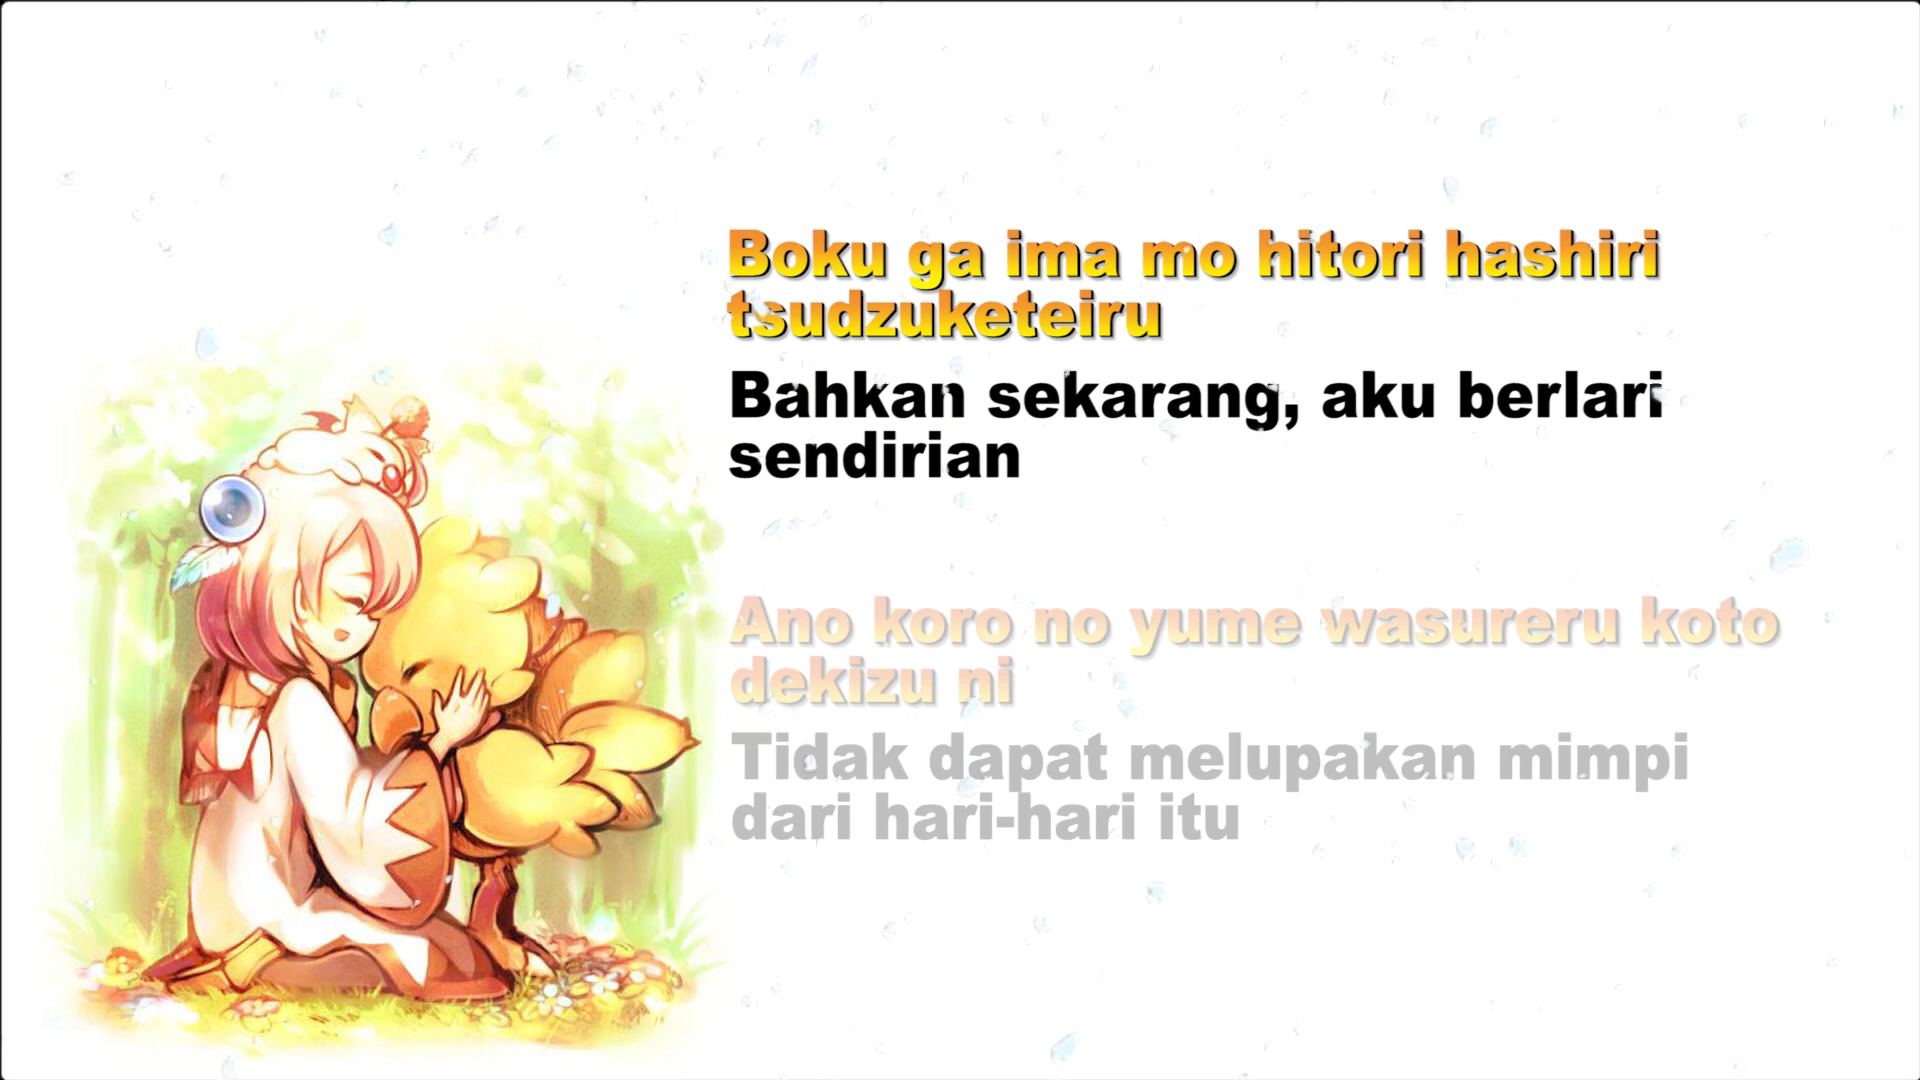 Boku ga ima mo hitori hashiri
tsudzuketeiru
Bahkan sekarang, aku berlari
sendirian
Ano koro no yume wasureru koto
dekizu ni
Tidak dapat melupakan mimpi
dari hari-hari itu